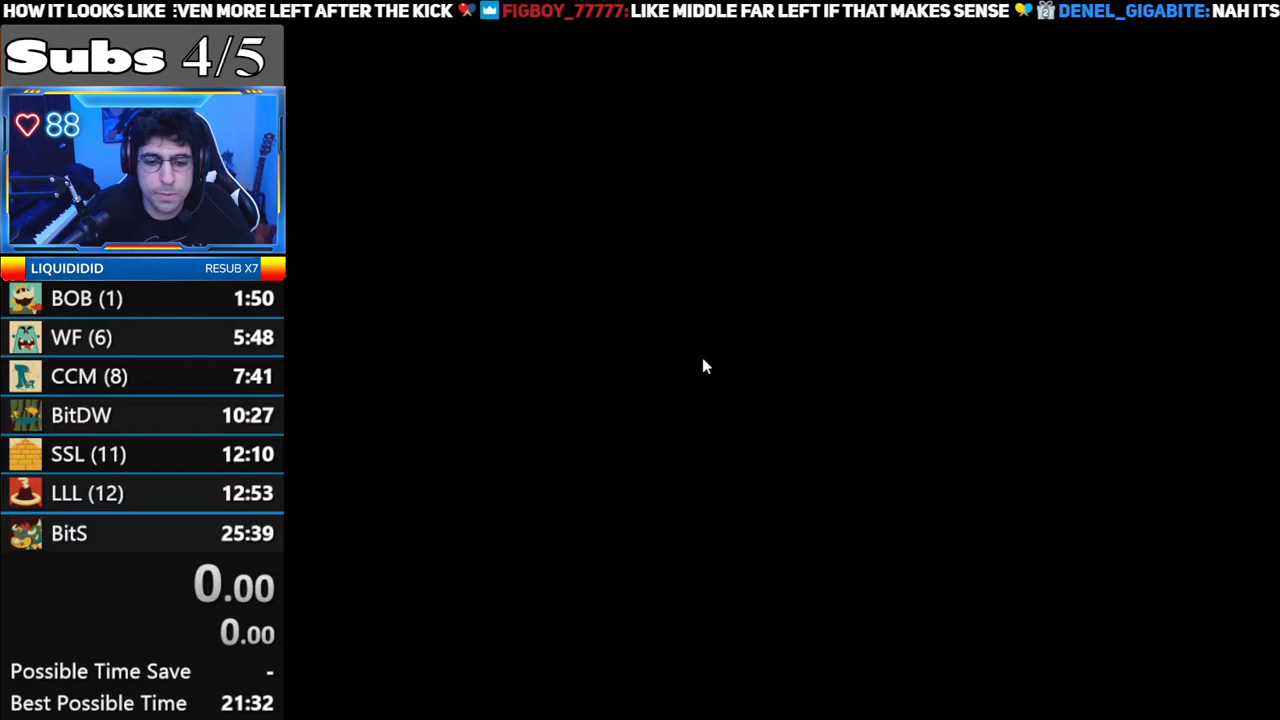 HOW IT LOOKS LIKE :VEN MORE LEFT AFTER THE KICK FIGBOY_77777: LIKE MIDDLE FAR LEFT IF THAT MAKES SENSE DENEL_GIGABITE: NAH ITS
Subs 4/5
88
LIQUIDIDID RESUB X7
BOB (1) 1:50
WF (6) 5:48
CCM (8) 7:41
BitDW 10:27
SSL (11) 12:10
LLL (12) 12:53
BitS 25:39
0.00
0.00
Possible Time Save -
Best Possible Time 21:32